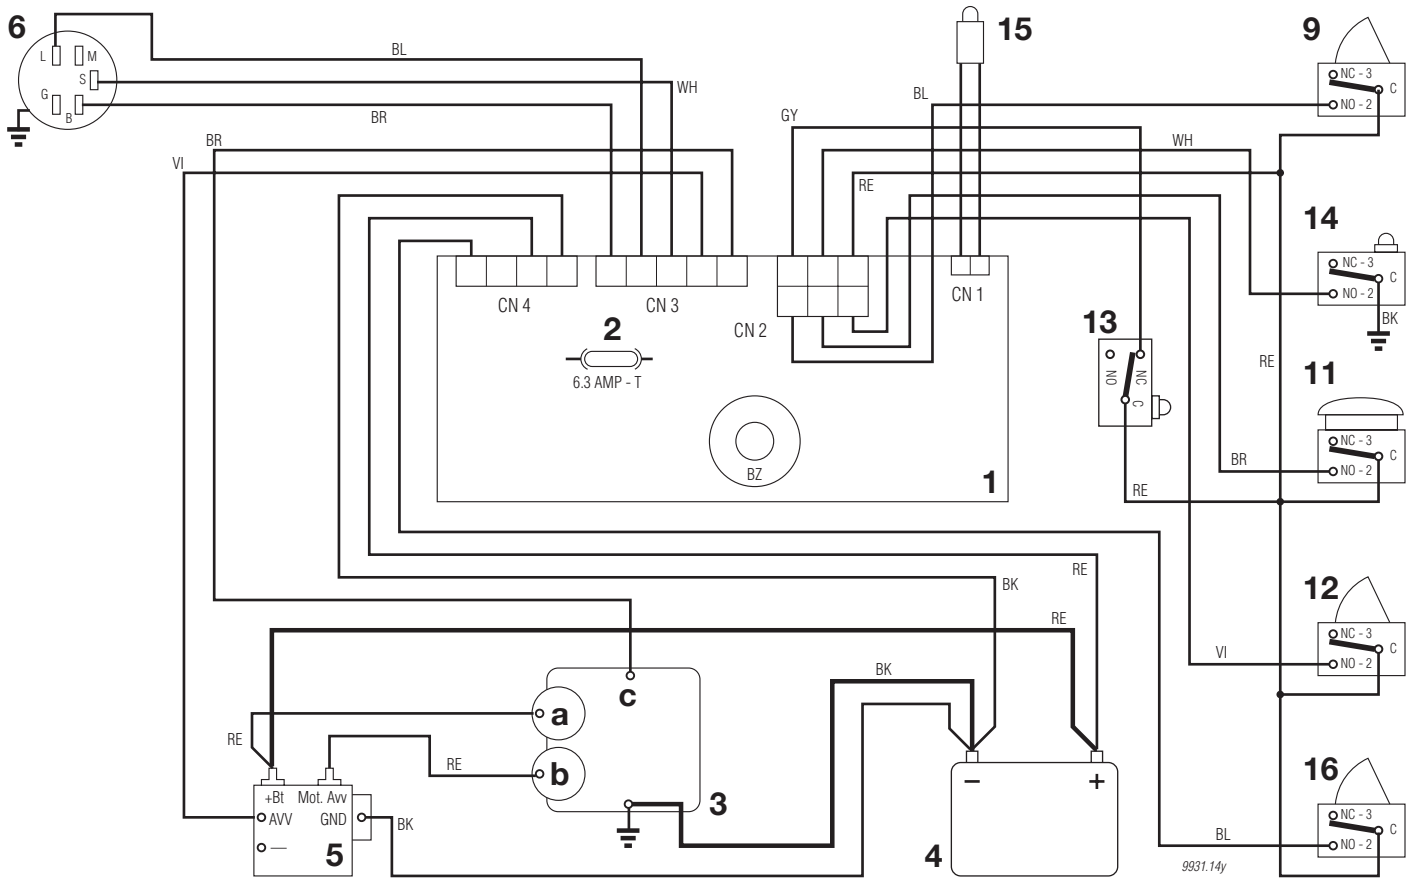 6
L
M
S
G
B
BL
WH
BR
BR
VI
15
GY
BL
WH
RE
9
NC - 3
C
NO - 2
14
NC - 3
C
NO - 2
BK
CN 4
CN 3
CN 2
CN 1
2
6.3 AMP - T
BZ
1
13
NO
NC
C
RE
RE
11
NC - 3
C
NO - 2
BR
12
NC - 3
C
NO - 2
VI
RE
BK
RE
BK
c
a
b
3
RE
RE
+Bt
Mot. Avv
AVV
GND
—
5
BK
−
+
4
16
NC - 3
C
NO - 2
BL
9931.14y